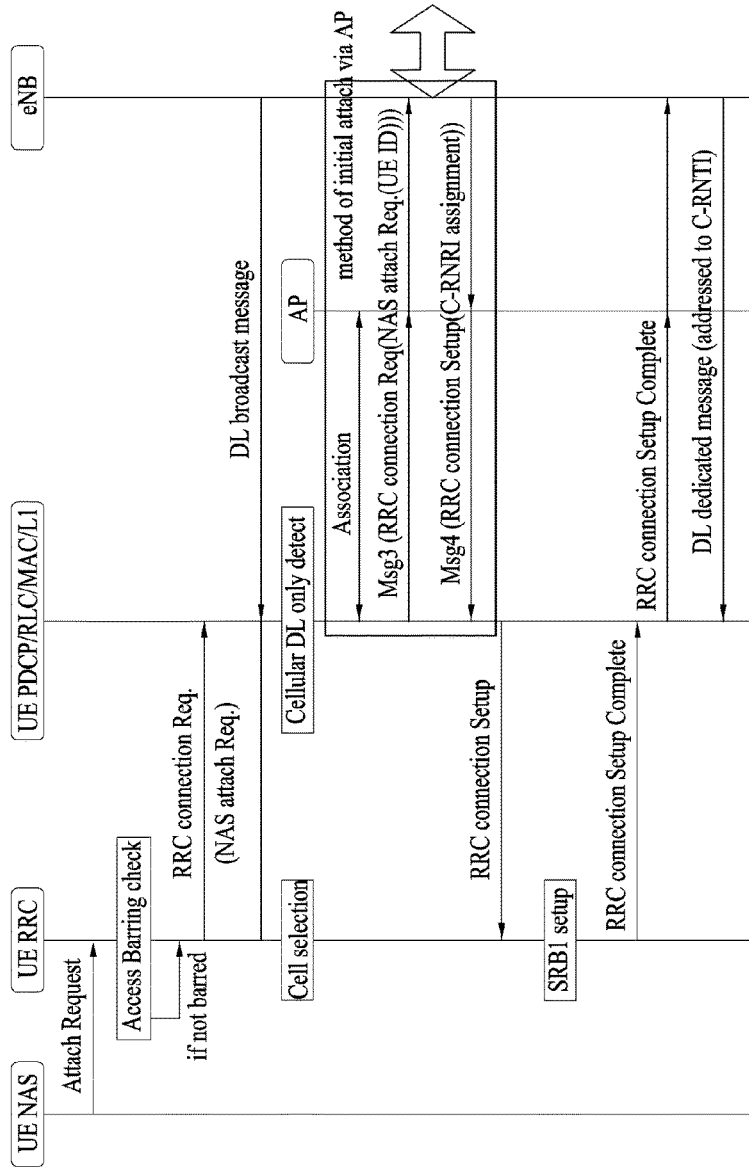 UE NAS
UE RRC
UE PDCP/RLC/MAC/L1
AP
eNB
Attach Request
Access Barring check
if not barred
RRC connection Req.
(NAS attach Req.)
DL broadcast message
Cell selection
Cellular DL only detect
method of initial attach via AP
Association
Msg3 (RRC connection Req(NAS attach Req.(UE ID)))
Msg4 (RRC connection Setup(C-RNRI assignment))
RRC connection Setup
SRB1 setup
RRC connection Setup Complete
RRC connection Setup Complete
DL dedicated message (addressed to C-RNTI)